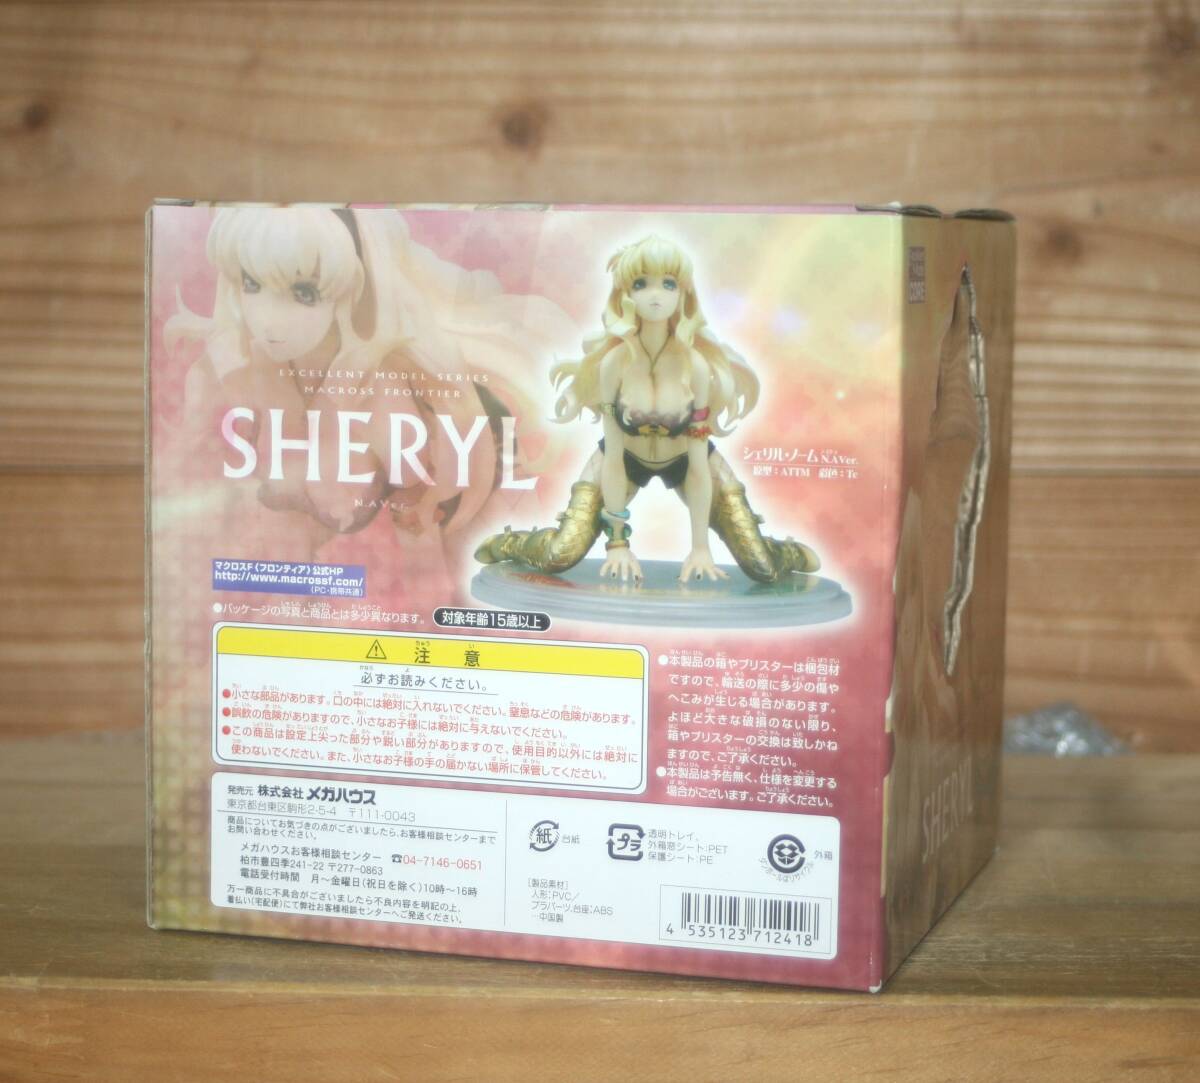 EXCELLENT MODEL SERIES
MACROSS FRONTIER
SHERYL
N.A Ver.
シェリル・ノーム N.A Ver.
原型：ATTM　彩色：Te
マクロスF(フロンティア)公式HP
http://www.macrossf.com/
(PC・携帯共通)
●パッケージの写真と商品とは多少異なります。
対象年齢15歳以上
注意
必ずお読みください。
●小さな部品があります。口の中には絶対に入れないでください。窒息などの危険があります。
●誤飲の危険がありますので、小さなお子様には絶対に与えないでください。
●この商品は設定上尖った部分や鋭い部分がありますので、使用目的以外には絶対に
使わないでください。また、小さなお子様の手の届かない場所に保管してください。
●本製品の箱やブリスターは梱包材
ですので、輸送の際に多少の傷や
へこみが生じる場合があります。
よほど大きな破損のない限り、
箱やブリスターの交換は致しかね
ますので、ご了承ください。
●本製品は予告無く、仕様を変更する
場合がございます。ご了承ください。
発売元 株式会社 メガハウス
東京都台東区駒形2-5-4　〒111-0043
商品についてお気づきの点がございましたら、お客様相談センターまで
お問い合わせください。
メガハウスお客様相談センター　☎04-7146-0651
柏市豊四季241-22 〒277-0863
電話受付時間　月〜金曜日(祝日を除く)10時〜16時
万一商品に不具合がございましたら不良内容を明記の上、
着払い(宅配便)にて弊社お客様相談センターへご発送ください。
紙 台紙
プラ 透明トレイ、
外箱窓シート:PET
保護シート:PE
外箱
ダンボールはリサイクル
[製品素材]
人形:PVC/
プラパーツ,台座:ABS
…中国製
4 535123 712418
CORE
SHERYL